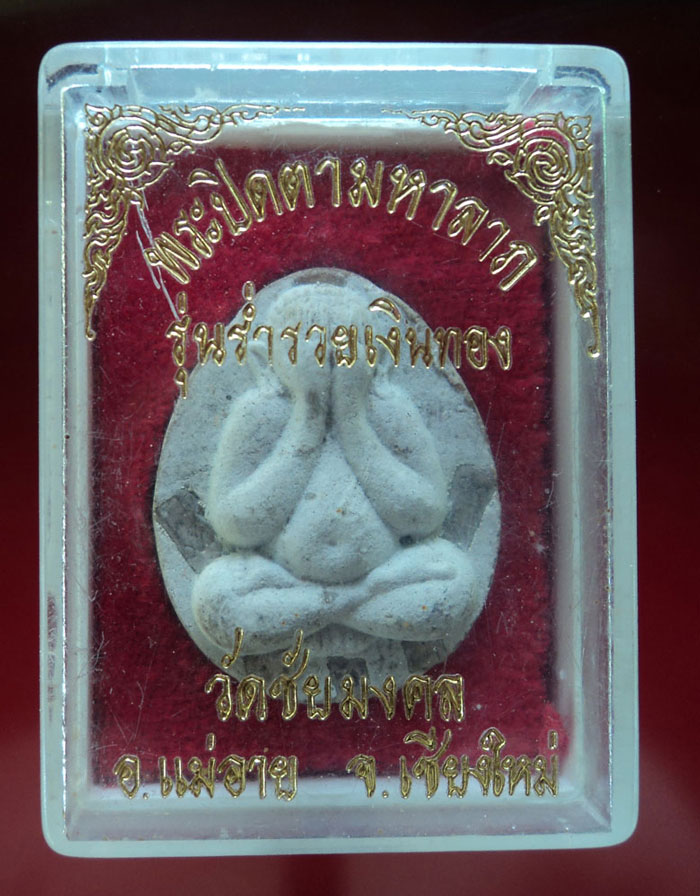 พระปิดตามหาลาภ
รุ่นร่ำรวยเงินทอง
วัดชัยมงคล
อ.แม่อาย จ.เชียงใหม่